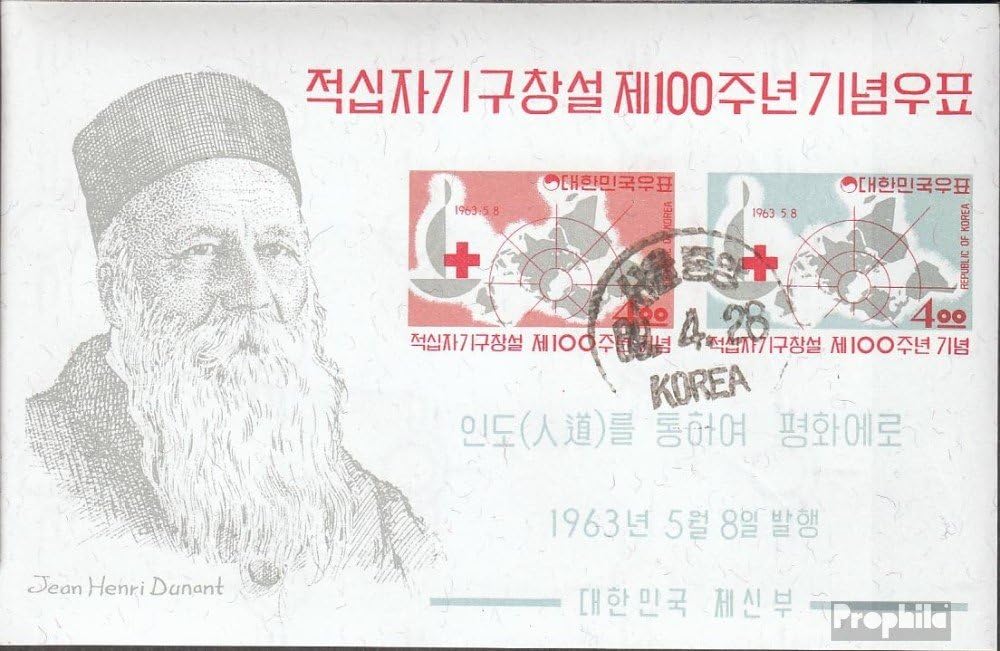 적십자기구창설 제100주년 기념우표
대한민국우표
1963·5.8
REPUBLIC OF KOREA
4.00
적십자기구창설 제100주년 기념
대한민국우표
1963·5.8
REPUBLIC OF KOREA
4.00
적십자기구창설 제100주년 기념
4.28
KOREA
인도(人道)를 통하여 평화에로
1963년 5월 8일 발행
대한민국 체신부
Jean Henri Dunant
Prophila